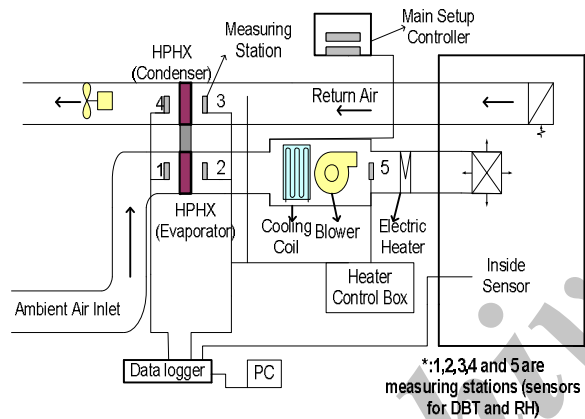 Main Setup
Controller
Measuring
Station
HPHX
(Condenser)
4
3
Return Air
1
2
5
HPHX
(Evaporator)
Cooling
Coil
Blower
Electric
Heater
Heater
Control Box
Inside
Sensor
Ambient Air Inlet
Data logger
PC
*:1,2,3,4 and 5 are
measuring stations (sensors
for DBT and RH)